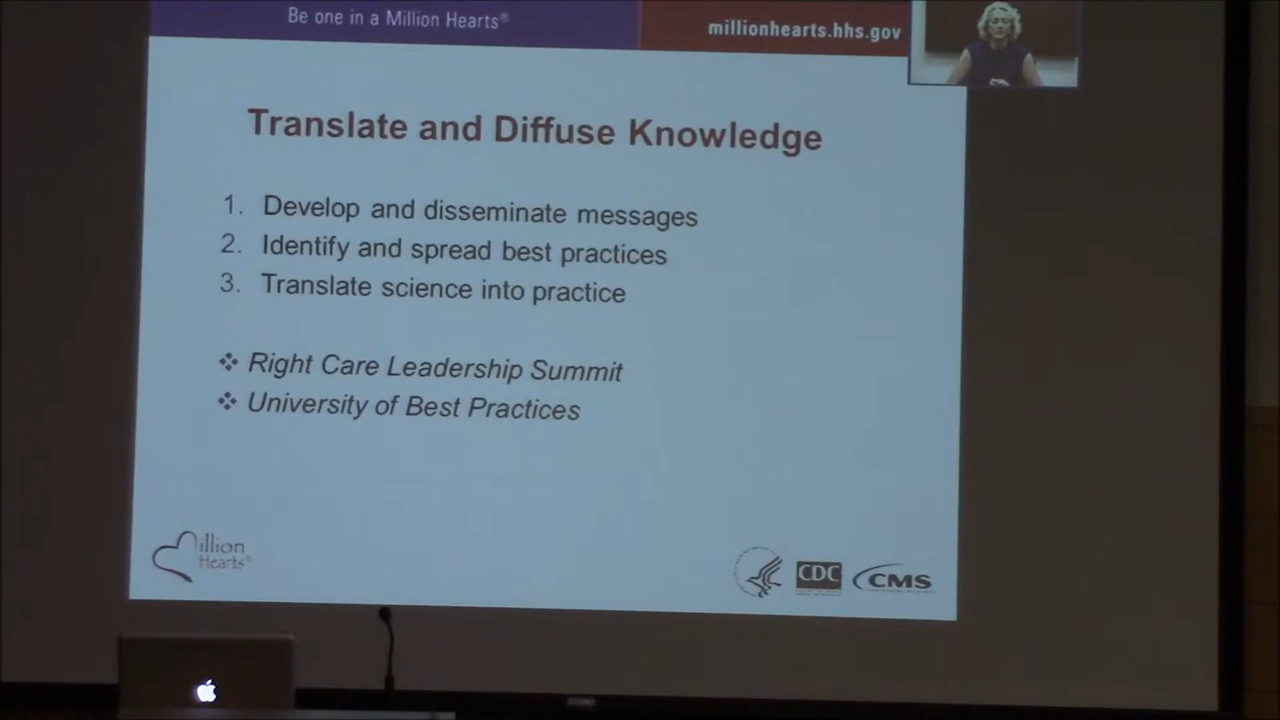 Be one in a Million Hearts®
millionhearts.hhs.gov
Translate and Diffuse Knowledge
1. Develop and disseminate messages
2. Identify and spread best practices
3. Translate science into practice
❖ Right Care Leadership Summit
❖ University of Best Practices
Million
Hearts®
CDC
CMS